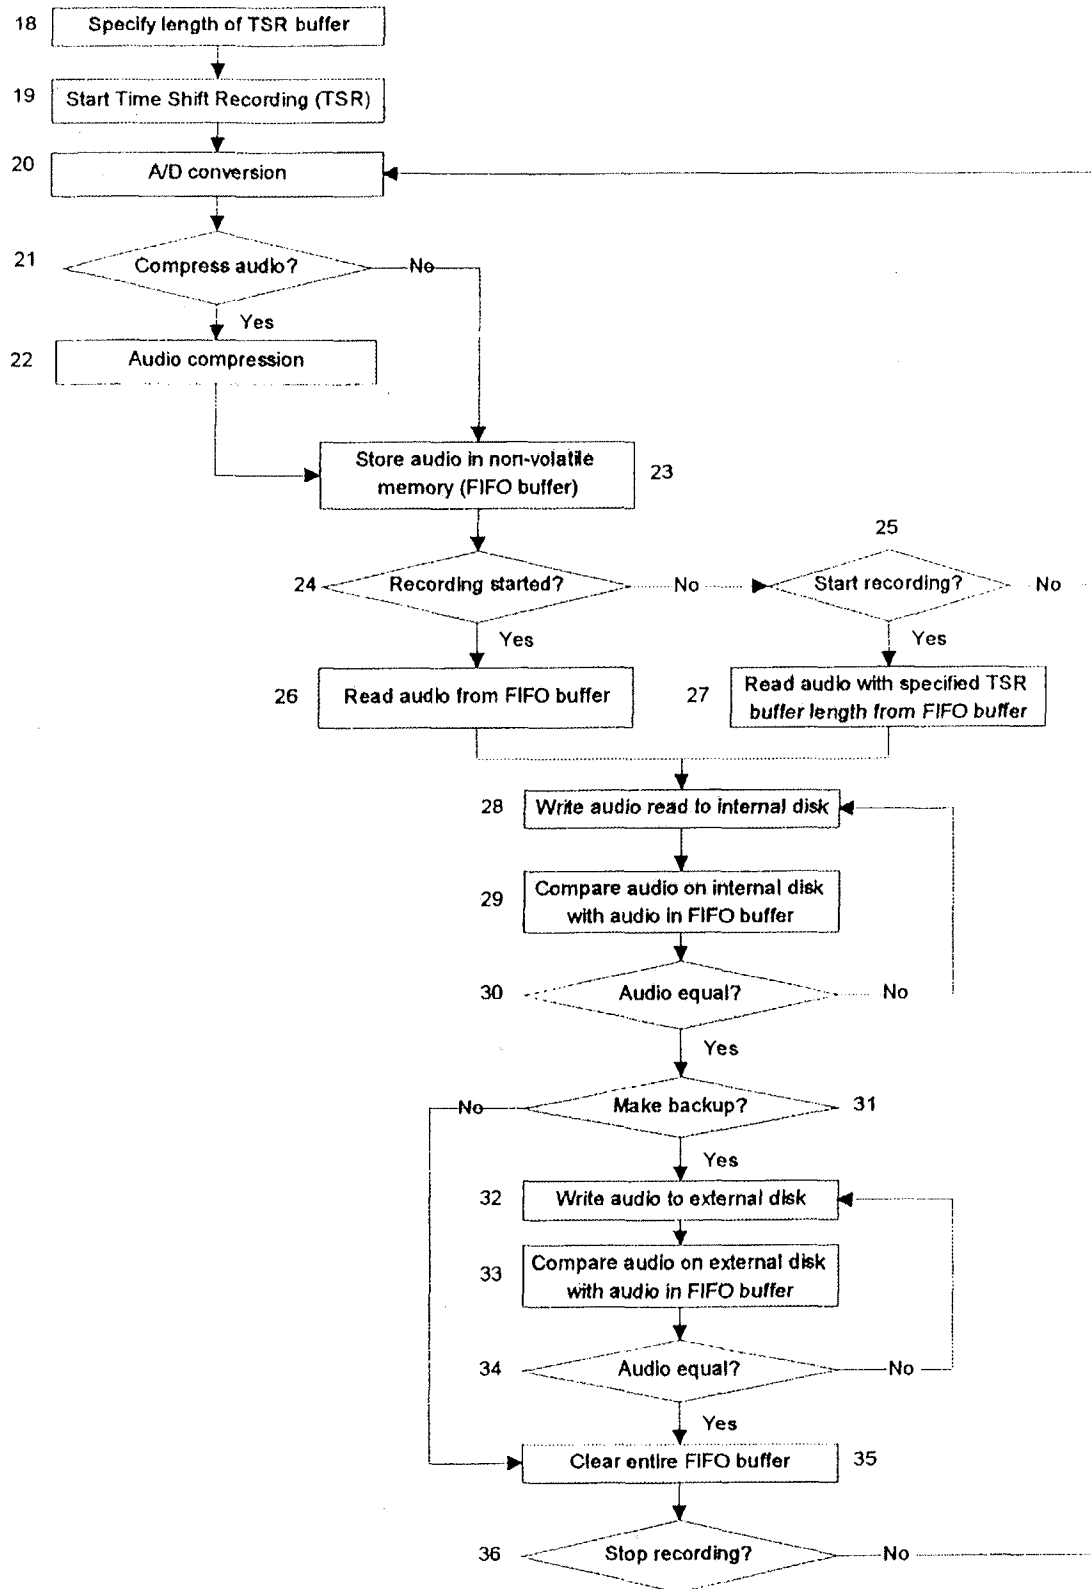 18 Specify length of TSR buffer
19 Start Time Shift Recording (TSR)
20 A/D conversion
21 Compress audio? No
Yes
22 Audio compression
Store audio in non-volatile
memory (FIFO buffer)
23
25
24 Recording started? No Start recording? No
Yes Yes
26 Read audio from FIFO buffer
27 Read audio with specified TSR
buffer length from FIFO buffer
28 Write audio read to internal disk
29 Compare audio on internal disk
with audio in FIFO buffer
30 Audio equal? No
Yes
No Make backup? 31
Yes
32 Write audio to external disk
33 Compare audio on external disk
with audio in FIFO buffer
34 Audio equal? No
Yes
Clear entire FIFO buffer 35
36 Stop recording? No